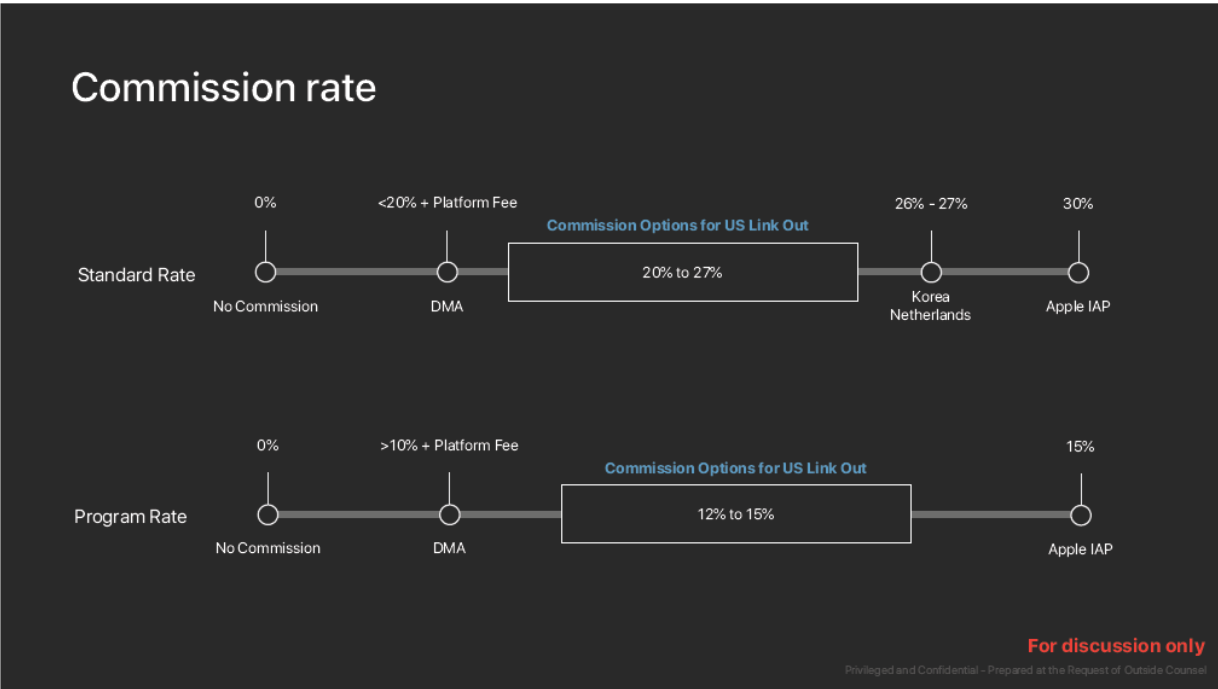 Commission rate
0%
<20% + Platform Fee
26% - 27%
30%
Commission Options for US Link Out
Standard Rate
20% to 27%
No Commission
DMA
Korea
Netherlands
Apple IAP
0%
>10% + Platform Fee
15%
Commission Options for US Link Out
Program Rate
12% to 15%
No Commission
DMA
Apple IAP
For discussion only
Privileged and Confidential - Prepared at the Request of Outside Counsel